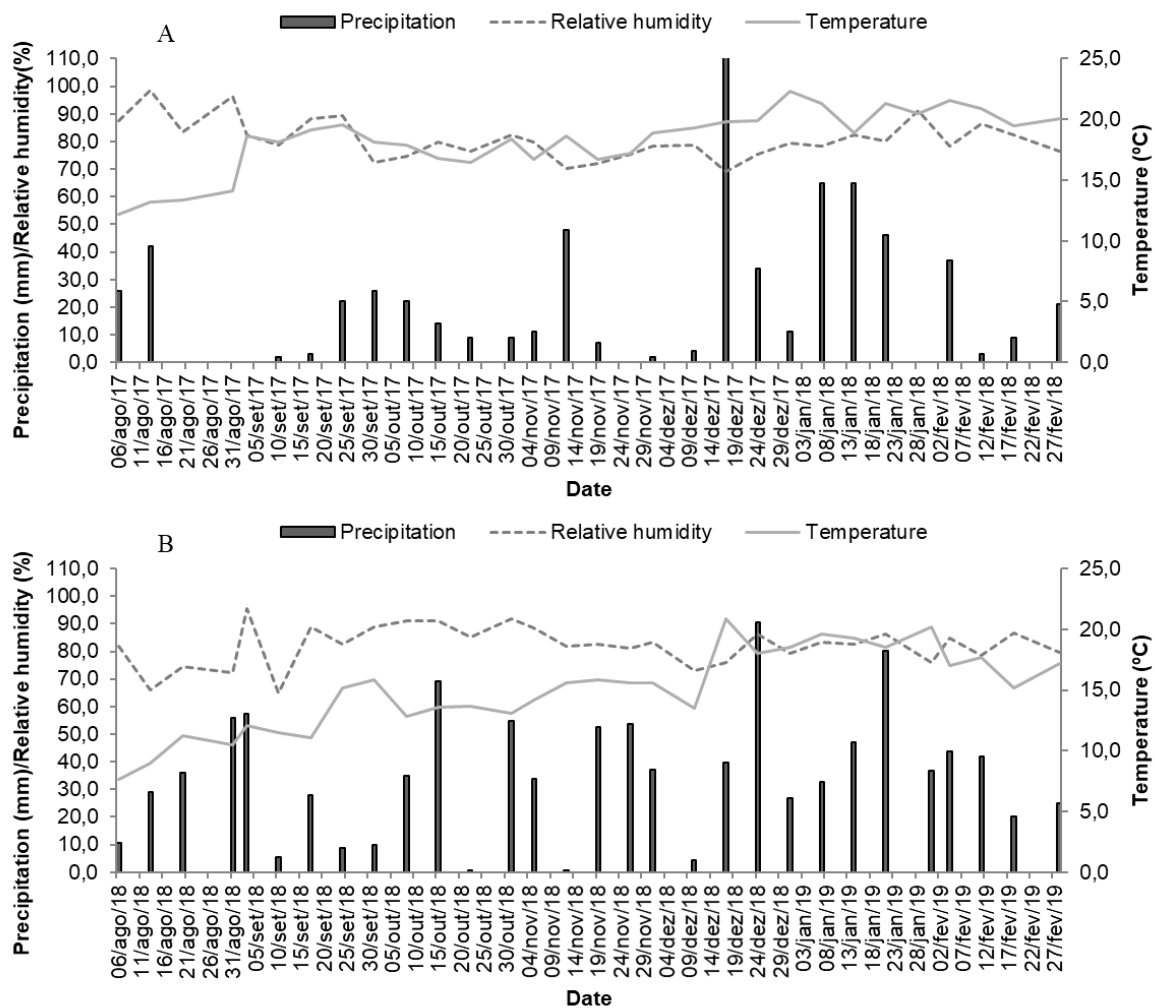 A
Precipitation Relative humidity Temperature
Precipitation (mm)/Relative humidity(%)
110,0
100,0
90,0
80,0
70,0
60,0
50,0
40,0
30,0
20,0
10,0
0,0
25,0
20,0
15,0
10,0
5,0
0,0
Temperature (ºC)
06/ago/17
11/ago/17
16/ago/17
21/ago/17
26/ago/17
31/ago/17
05/set/17
10/set/17
15/set/17
20/set/17
25/set/17
30/set/17
05/out/17
10/out/17
15/out/17
20/out/17
25/out/17
30/out/17
04/nov/17
09/nov/17
14/nov/17
19/nov/17
24/nov/17
29/nov/17
04/dez/17
09/dez/17
14/dez/17
19/dez/17
24/dez/17
29/dez/17
03/jan/18
08/jan/18
13/jan/18
18/jan/18
23/jan/18
28/jan/18
02/fev/18
07/fev/18
12/fev/18
17/fev/18
22/fev/18
27/fev/18
Date
B
Precipitation Relative humidity Temperature
Precipitation (mm)/Relative humidity (%)
110,0
100,0
90,0
80,0
70,0
60,0
50,0
40,0
30,0
20,0
10,0
0,0
25,0
20,0
15,0
10,0
5,0
0,0
Temperature (ºC)
06/ago/18
11/ago/18
16/ago/18
21/ago/18
26/ago/18
31/ago/18
05/set/18
10/set/18
15/set/18
20/set/18
25/set/18
30/set/18
05/out/18
10/out/18
15/out/18
20/out/18
25/out/18
30/out/18
04/nov/18
09/nov/18
14/nov/18
19/nov/18
24/nov/18
29/nov/18
04/dez/18
09/dez/18
14/dez/18
19/dez/18
24/dez/18
29/dez/18
03/jan/19
08/jan/19
13/jan/19
18/jan/19
23/jan/19
28/jan/19
02/fev/19
07/fev/19
12/fev/19
17/fev/19
22/fev/19
27/fev/19
Date